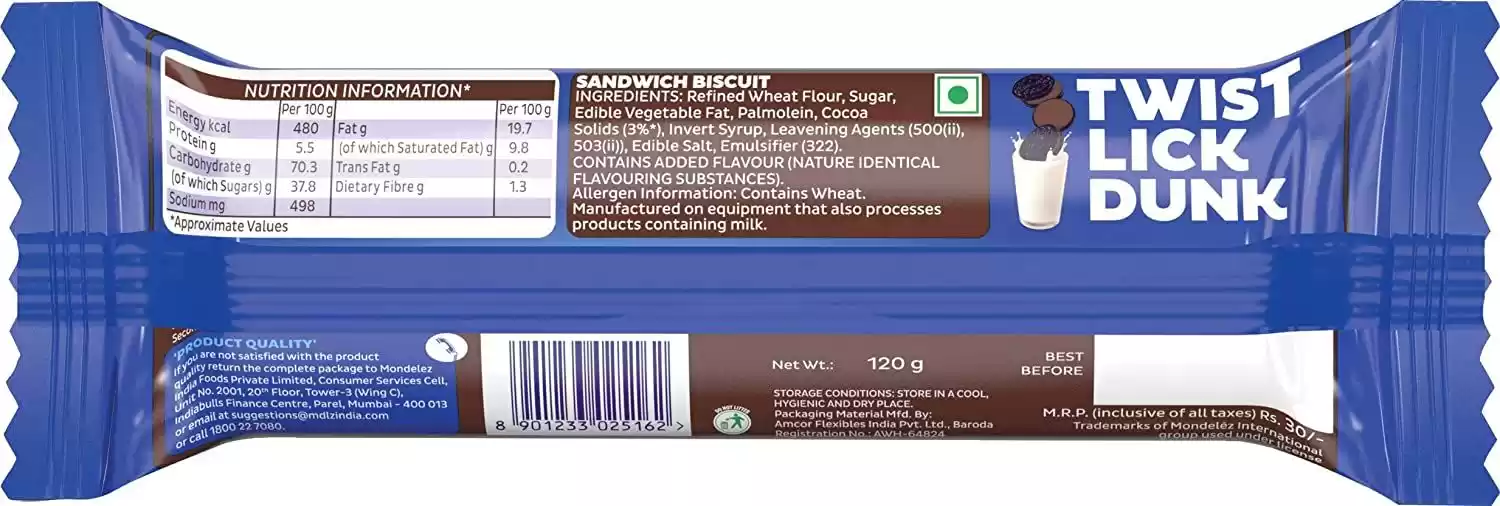 NUTRITION INFORMATION*
Per 100 g Per 100 g
Energy kcal 480 Fat g 19.7
Protein g 5.5 (of which Saturated Fat) g 9.8
Carbohydrate g 70.3 Trans Fat g 0.2
(of which Sugars) g 37.8 Dietary Fibre g 1.3
Sodium mg 498
*Approximate Values
SANDWICH BISCUIT
INGREDIENTS: Refined Wheat Flour, Sugar,
Edible Vegetable Fat, Palmolein, Cocoa
Solids (3%*), Invert Syrup, Leavening Agents (500(ii),
503(ii)), Edible Salt, Emulsifier (322).
CONTAINS ADDED FLAVOUR (NATURE IDENTICAL
FLAVOURING SUBSTANCES).
Allergen Information: Contains Wheat.
Manufactured on equipment that also processes
products containing milk.
TWIST
LICK
DUNK
'PRODUCT QUALITY'
If you are not satisfied with the product
quality return the complete package to Mondelez
India Foods Private Limited, Consumer Services Cell,
Unit No. 2001, 20th Floor, Tower-3 (Wing C),
Indiabulls Finance Centre, Parel, Mumbai - 400 013
or email at suggestions@mdlzindia.com
or call 1800 22 7080.
8 901233 025162 >
DO NOT LITTER
Net Wt.: 120 g
STORAGE CONDITIONS: STORE IN A COOL,
HYGIENIC AND DRY PLACE.
Packaging Material Mfd. By:
Amcor Flexibles India Pvt. Ltd., Baroda
Registration No.: AWH-64824
BEST
BEFORE
M.R.P. (inclusive of all taxes) Rs. 30/-
Trademarks of Mondelēz International
group used under license